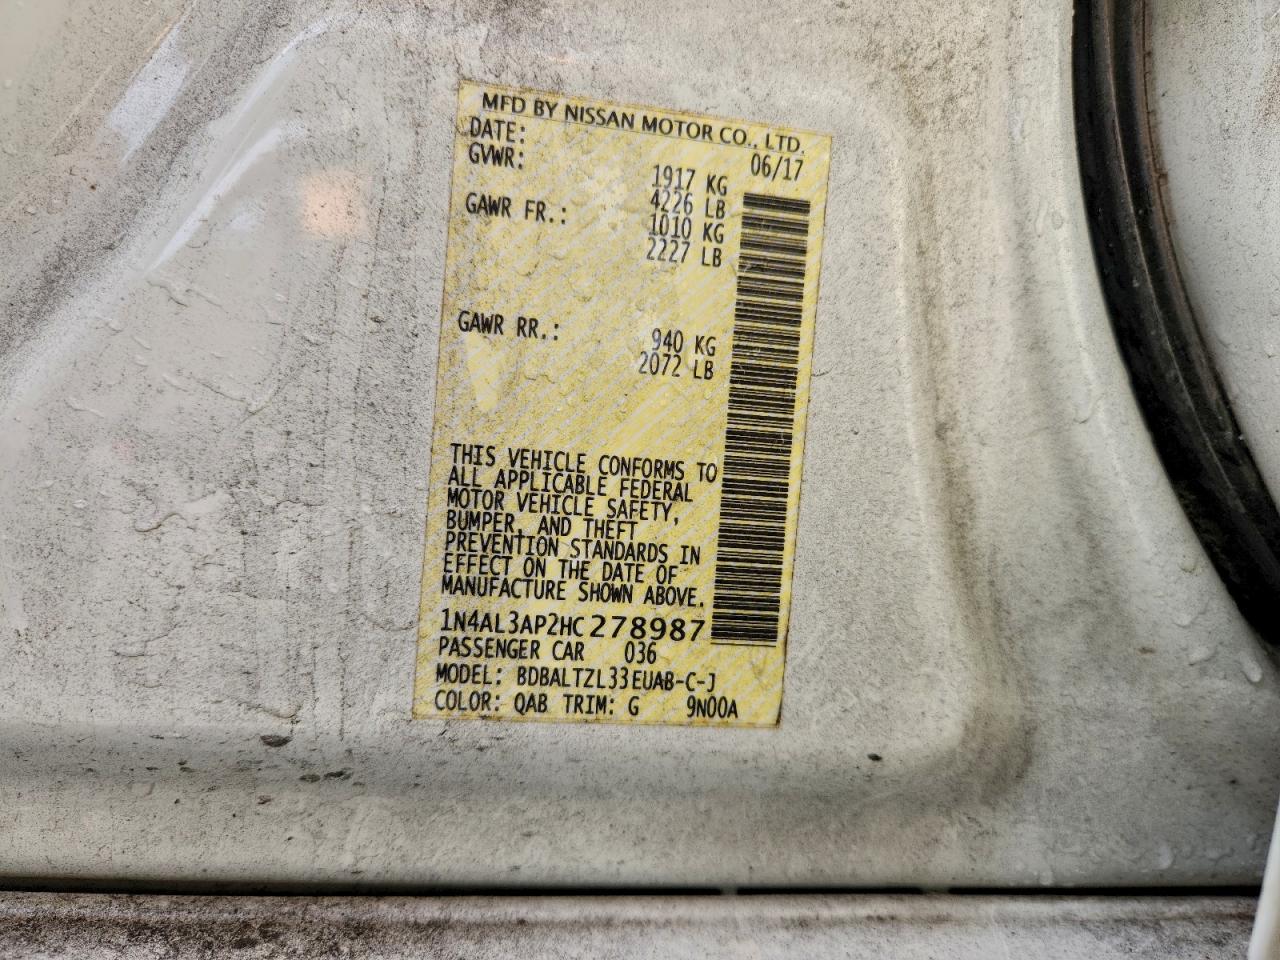 MFD BY NISSAN MOTOR CO., LTD.
DATE: 06/17
GVWR: 1917 KG
4226 LB
GAWR FR.: 1010 KG
2227 LB
GAWR RR.: 940 KG
2072 LB
THIS VEHICLE CONFORMS TO
ALL APPLICABLE FEDERAL
MOTOR VEHICLE SAFETY,
BUMPER, AND THEFT
PREVENTION STANDARDS IN
EFFECT ON THE DATE OF
MANUFACTURE SHOWN ABOVE.
1N4AL3AP2HC278987
PASSENGER CAR 036
MODEL: BDBALTZL33EUAB-C-J
COLOR: QAB TRIM: G 9N00A